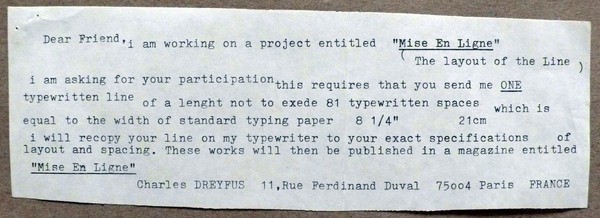 Dear Friend, i am working on a project entitled "Mise En Ligne"
( The layout of the Line )
i am asking for your participation this requires that you send me ONE
typewritten line of a lenght not to exede 81 typewritten spaces which is
equal to the width of standard typing paper 8 1/4" 21cm
i will recopy your line on my typewriter to your exact specifications of
layout and spacing. These works will then be published in a magazine entitled
"Mise En Ligne"
Charles DREYFUS 11,Rue Ferdinand Duval 75oo4 Paris FRANCE